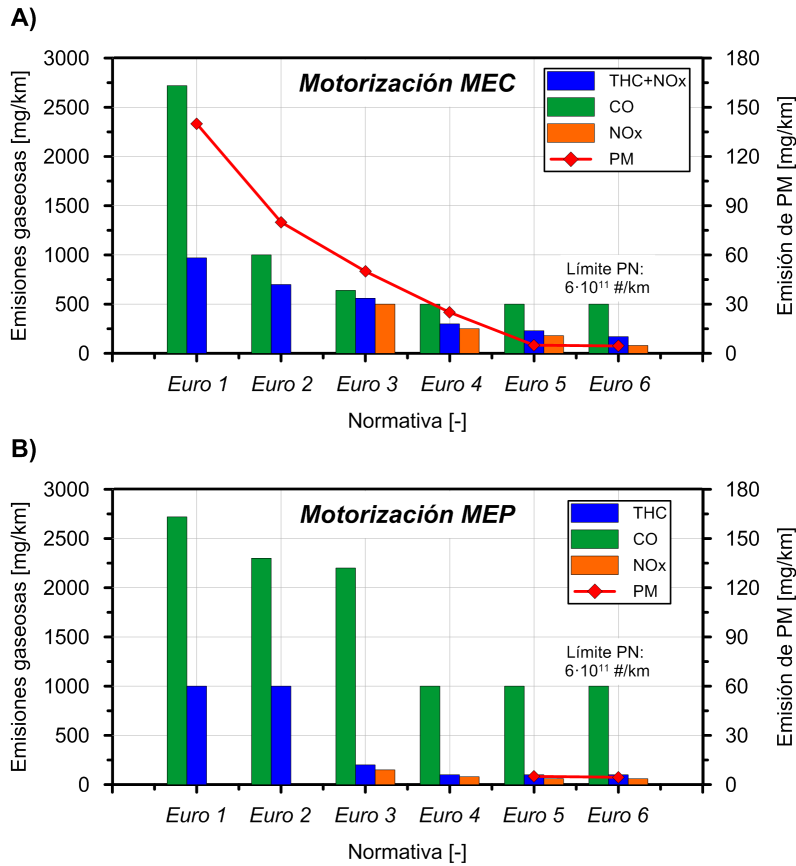 A)
Motorización MEC
THC+NOx
CO
NOx
PM
Emisiones gaseosas [mg/km]
3000
2500
2000
1500
1000
500
0
Emisión de PM [mg/km]
180
150
120
90
60
30
0
Límite PN:
6·10¹¹ #/km
Euro 1 Euro 2 Euro 3 Euro 4 Euro 5 Euro 6
Normativa [-]
B)
Motorización MEP
THC
CO
NOx
PM
Emisiones gaseosas [mg/km]
3000
2500
2000
1500
1000
500
0
Emisión de PM [mg/km]
180
150
120
90
60
30
0
Límite PN:
6·10¹¹ #/km
Euro 1 Euro 2 Euro 3 Euro 4 Euro 5 Euro 6
Normativa [-]